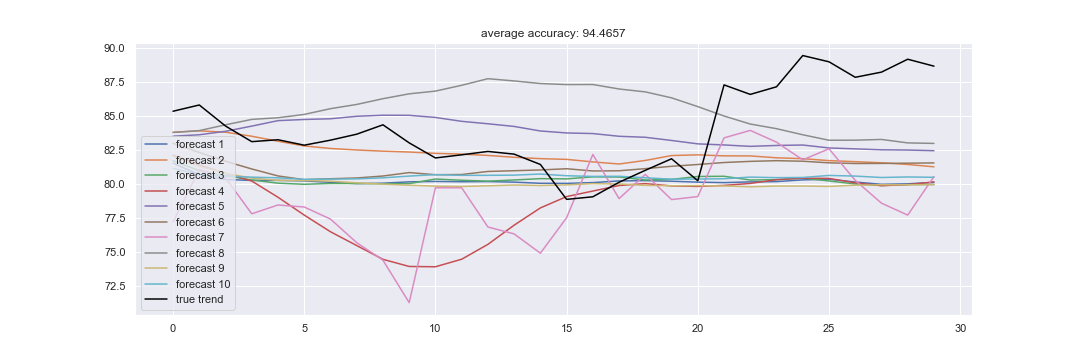 average accuracy: 94.4657
90.0
87.5
85.0
82.5
80.0
77.5
75.0
72.5
forecast 1
forecast 2
forecast 3
forecast 4
forecast 5
forecast 6
forecast 7
forecast 8
forecast 9
forecast 10
true trend
0 5 10 15 20 25 30